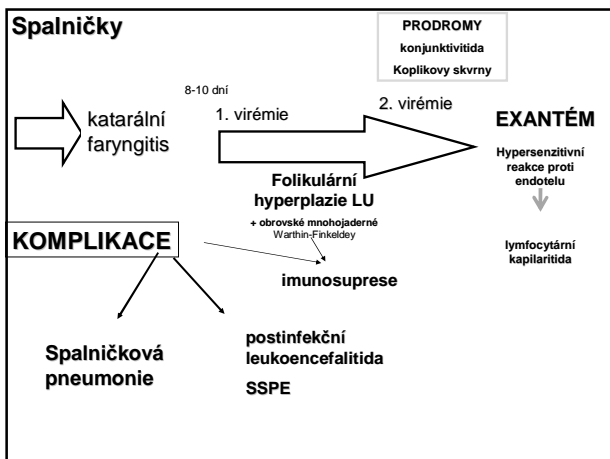 Spalničky
PRODROMY
konjunktivitida
Koplikovy skvrny
katarální
faryngitis
8-10 dní
1. virémie
2. virémie
EXANTÉM
Hypersenzitivní
reakce proti
endotelu
lymfocytární
kapilaritida
Folikulární
hyperplazie LU
+ obrovské mnohojaderné
Warthin-Finkeldey
imunosuprese
KOMPLIKACE
Spalničková
pneumonie
postinfekční
leukoencefalitida
SSPE